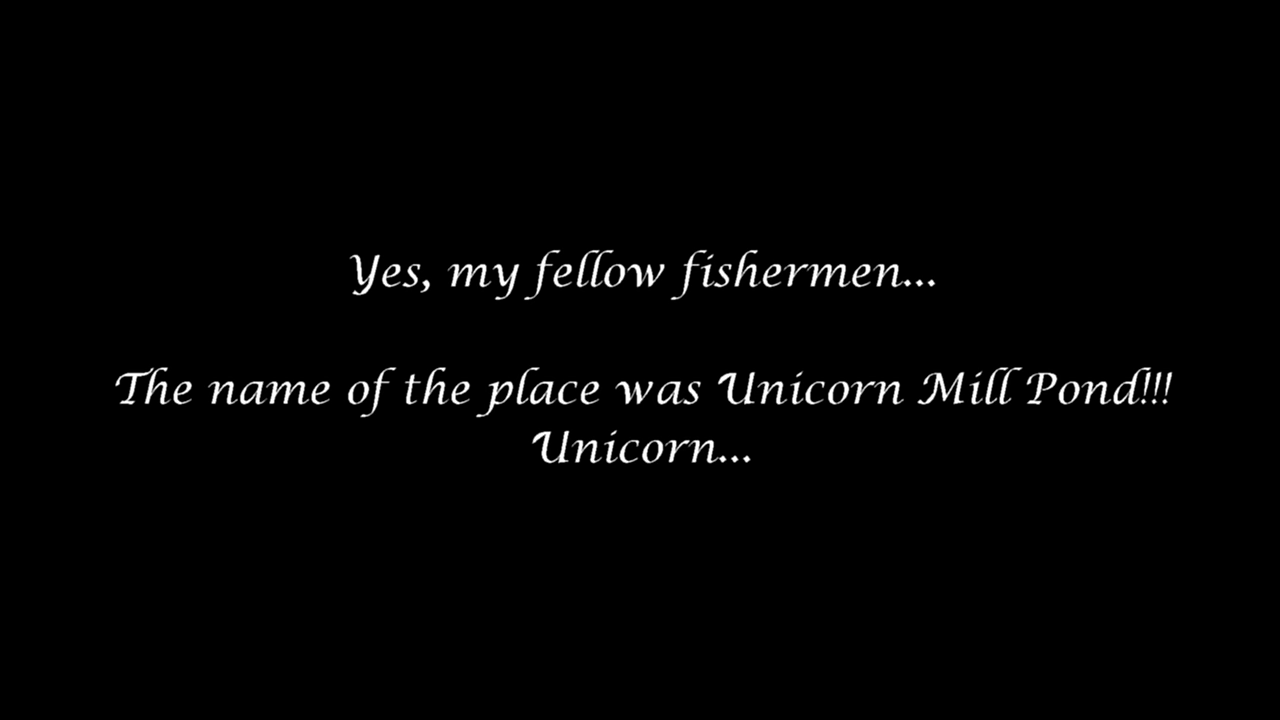 Yes, my fellow fishermen...
The name of the place was Unicorn Mill Pond!!!
Unicorn...